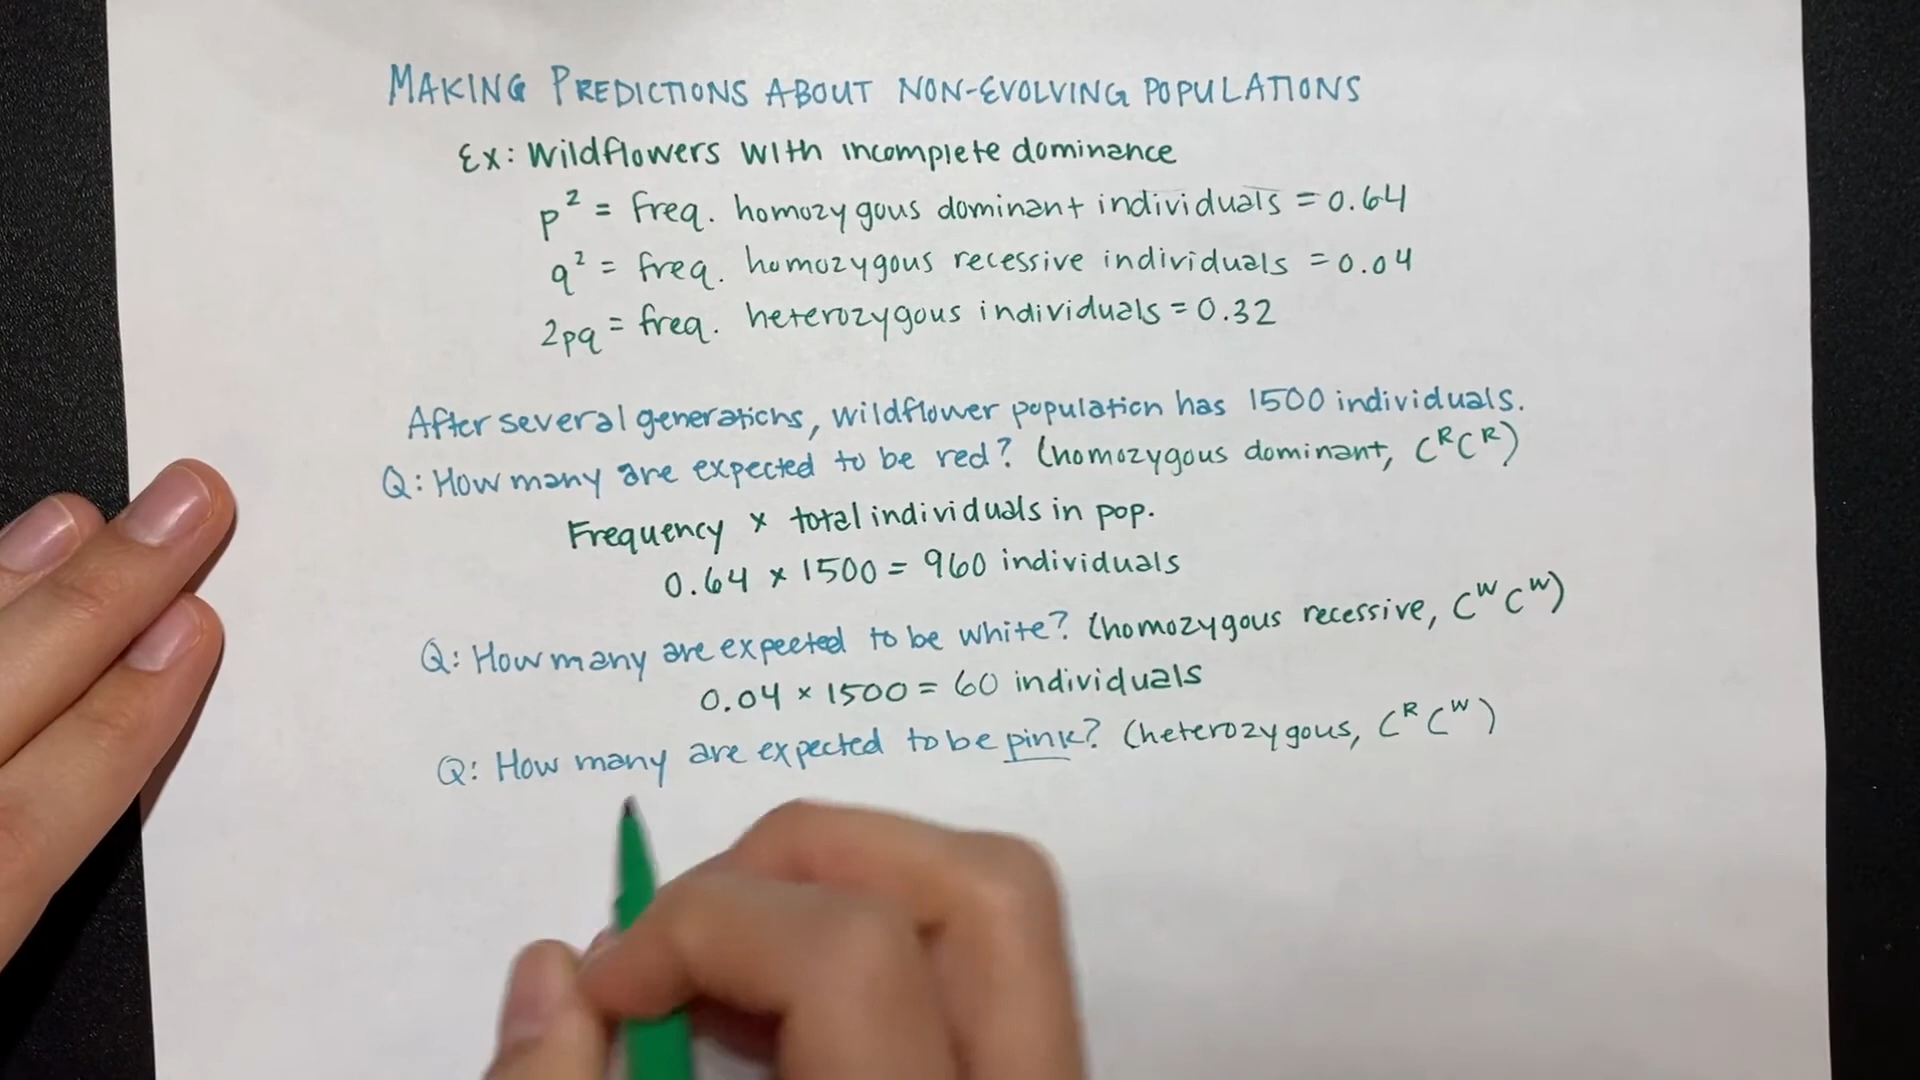 MAKING PREDICTIONS ABOUT NON-EVOLVING POPULATIONS
Ex: Wildflowers with incomplete dominance
p² = freq. homozygous dominant individuals = 0.64
q² = freq. homozygous recessive individuals = 0.04
2pq = freq. heterozygous individuals = 0.32
After several generations, wildflower population has 1500 individuals.
Q: How many are expected to be red? (homozygous dominant, CᴿCᴿ)
Frequency × total individuals in pop.
0.64 × 1500 = 960 individuals
Q: How many are expected to be white? (homozygous recessive, CᵂCᵂ)
0.04 × 1500 = 60 individuals
Q: How many are expected to be pink? (heterozygous, CᴿCᵂ)